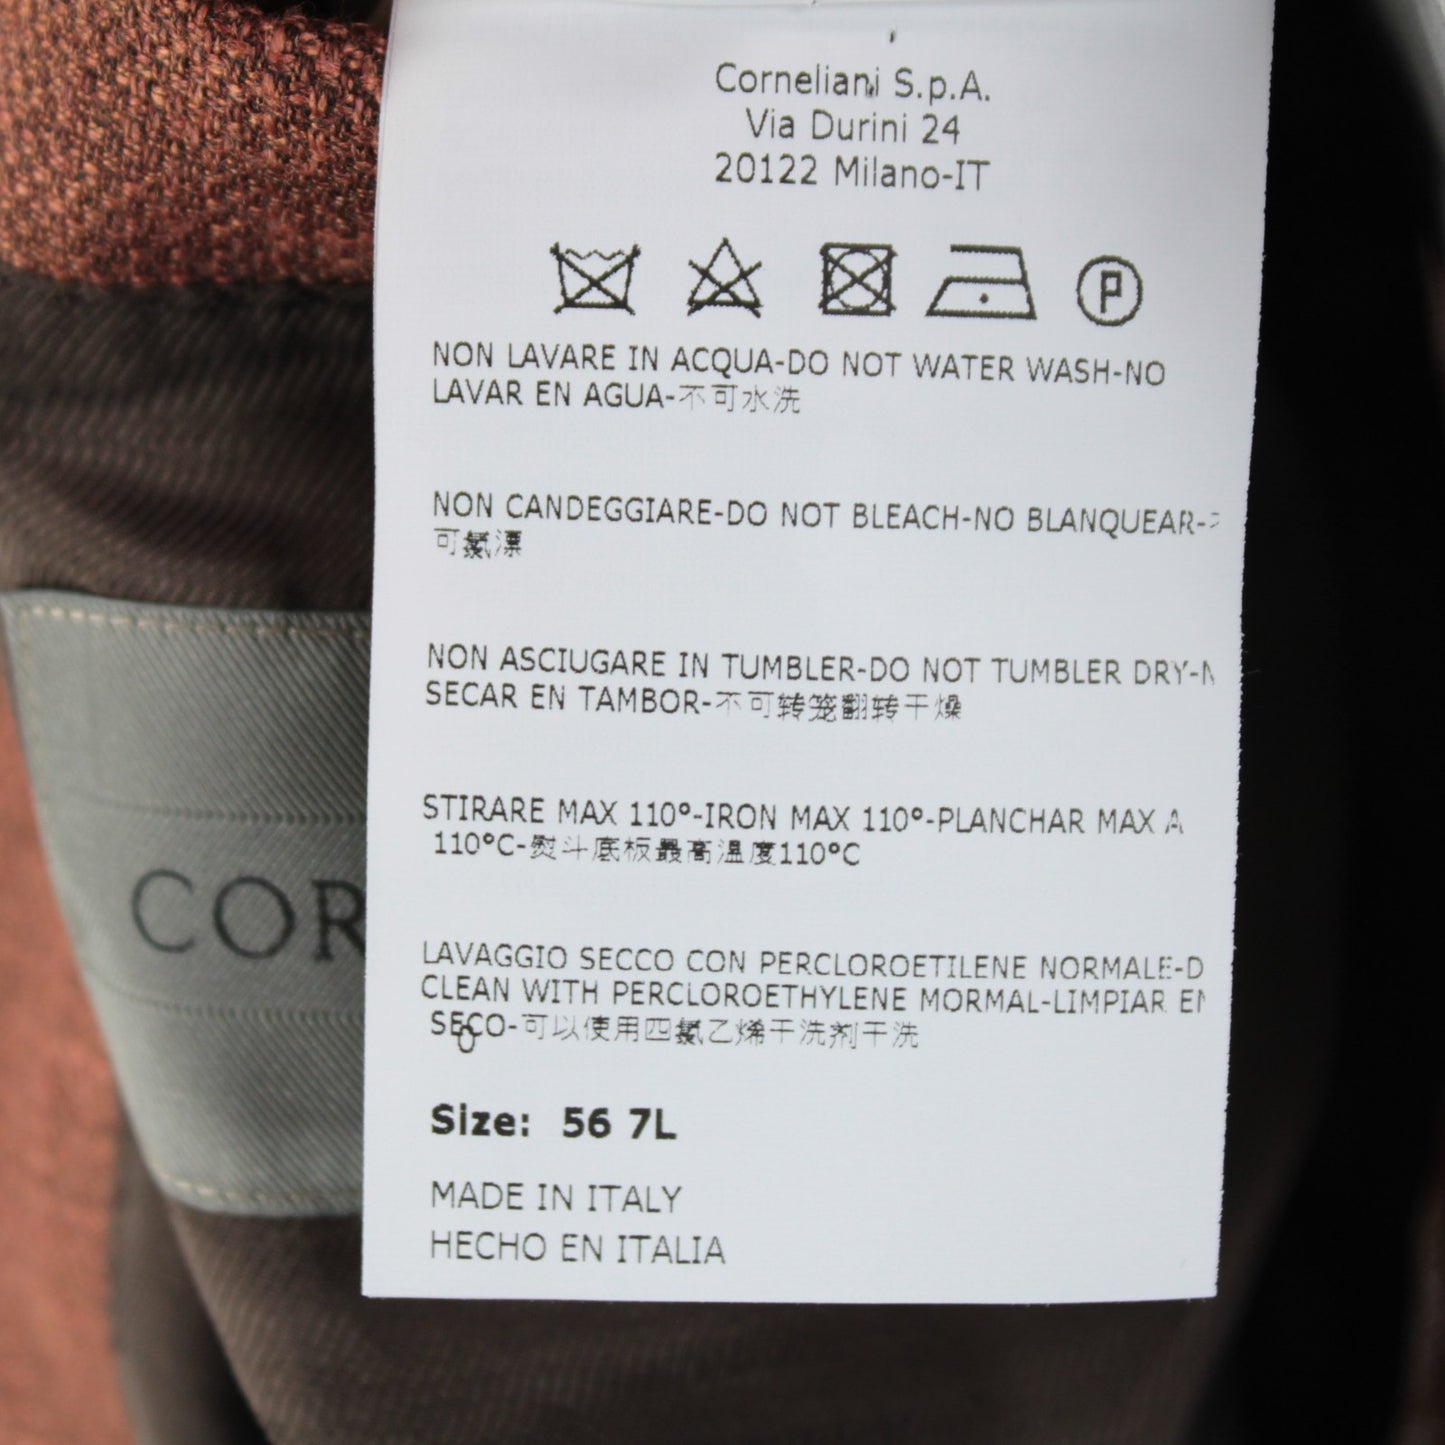 Corneliani S.p.A.
Via Durini 24
20122 Milano-IT
P
NON LAVARE IN ACQUA-DO NOT WATER WASH-NO
LAVAR EN AGUA-不可水洗
NON CANDEGGIARE-DO NOT BLEACH-NO BLANQUEAR-
可氯漂
NON ASCIUGARE IN TUMBLER-DO NOT TUMBLER DRY-N
SECAR EN TAMBOR-不可转笼翻转干燥
STIRARE MAX 110°-IRON MAX 110°-PLANCHAR MAX A
110°C-熨斗底板最高温度110°C
LAVAGGIO SECCO CON PERCLOROETILENE NORMALE-D
CLEAN WITH PERCLOROETHYLENE MORMAL-LIMPIAR EN
SECO-可以使用四氯乙烯干洗剂干洗
Size: 56 7L
MADE IN ITALY
HECHO EN ITALIA
COR